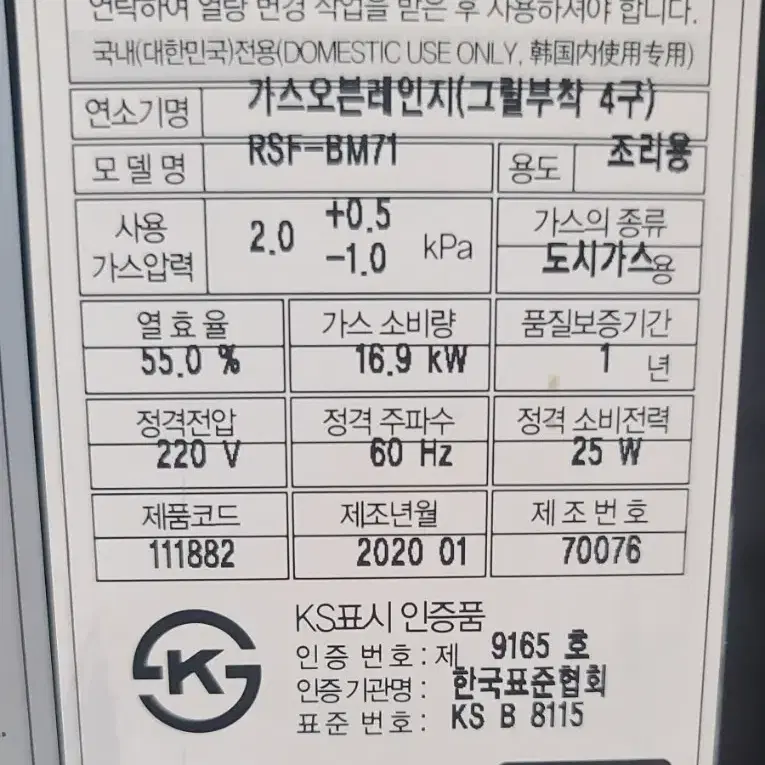 연락하여 열량 변경 작업을 받은 후 사용하셔야 합니다.
국내(대한민국)전용(DOMESTIC USE ONLY, 韩国内使用专用)
연소기명 가스오븐레인지(그릴부착 4구)
모델명 RSF-BM71 용도 조리용
사용 가스압력 2.0 +0.5 -1.0 kPa
가스의 종류
도시가스용
열효율 가스 소비량 품질보증기간
55.0 % 16.9 kW 1 년
정격전압 정격 주파수 정격 소비전력
220 V 60 Hz 25 W
제품코드 제조년월 제조번호
111882 2020 01 70076
KS표시 인증품
인증 번호 : 제 9165 호
인증기관명 : 한국표준협회
표준 번호 : KS B 8115